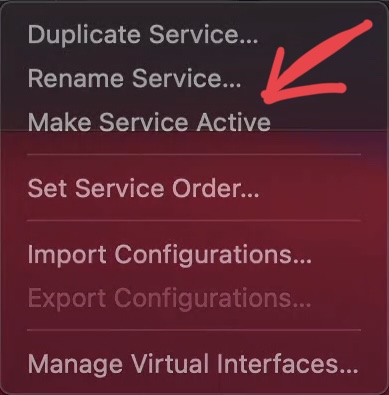 Duplicate Service...
Rename Service...
Make Service Active
Set Service Order...
Import Configurations...
Export Configurations...
Manage Virtual Interfaces...